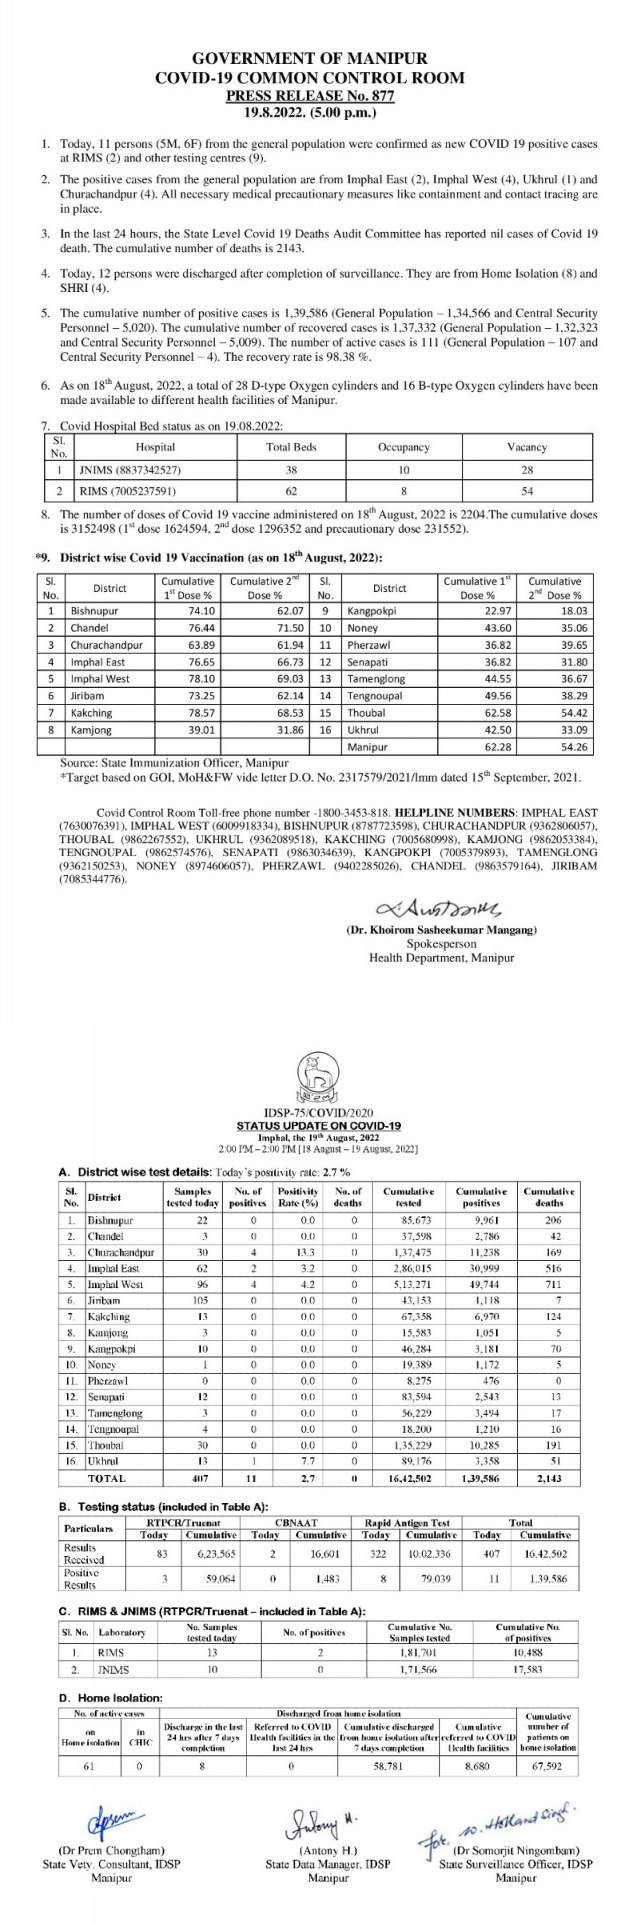 GOVERNMENT OF MANIPUR
COVID-19 COMMON CONTROL ROOM
PRESS RELEASE No. 877
19.8.2022. (5.00 p.m.)
1. Today, 11 persons (5M, 6F) from the general population were confirmed as new COVID 19 positive cases
at RIMS (2) and other testing centres (9).
2. The positive cases from the general population are from Imphal East (2), Imphal West (4), Ukhrul (1) and
Churachandpur (4). All necessary medical precautionary measures like containment and contact tracing are
in place.
3. In the last 24 hours, the State Level Covid 19 Deaths Audit Committee has reported nil cases of Covid 19
death. The cumulative number of deaths is 2143.
4. Today, 12 persons were discharged after completion of surveillance. They are from Home Isolation (8) and
SHRI (4).
5. The cumulative number of positive cases is 1,39,586 (General Population – 1,34,566 and Central Security
Personnel – 5,020). The cumulative number of recovered cases is 1,37,332 (General Population – 1,32,323
and Central Security Personnel – 5,009). The number of active cases is 111 (General Population – 107 and
Central Security Personnel – 4). The recovery rate is 98.38 %.
6. As on 18th August, 2022, a total of 28 D-type Oxygen cylinders and 16 B-type Oxygen cylinders have been
made available to different health facilities of Manipur.
7. Covid Hospital Bed status as on 19.08.2022:
Sl. No. Hospital Total Beds Occupancy Vacancy
1 JNIMS (8837342527) 38 10 28
2 RIMS (7005237591) 62 8 54
8. The number of doses of Covid 19 vaccine administered on 18th August, 2022 is 2204.The cumulative doses
is 3152498 (1st dose 1624594, 2nd dose 1296352 and precautionary dose 231552).
*9. District wise Covid 19 Vaccination (as on 18th August, 2022):
Sl. No. District Cumulative 1st Dose % Cumulative 2nd Dose % Sl. No. District Cumulative 1st Dose % Cumulative 2nd Dose %
1 Bishnupur 74.10 62.07 9 Kangpokpi 22.97 18.03
2 Chandel 76.44 71.50 10 Noney 43.60 35.06
3 Churachandpur 63.89 61.94 11 Pherzawl 36.82 39.65
4 Imphal East 76.65 66.73 12 Senapati 36.82 31.80
5 Imphal West 78.10 69.03 13 Tamenglong 44.55 36.67
6 Jiribam 73.25 62.14 14 Tengnoupal 49.56 38.29
7 Kakching 78.57 68.53 15 Thoubal 62.58 54.42
8 Kamjong 39.01 31.86 16 Ukhrul 42.50 33.09
Manipur 62.28 54.26
Source: State Immunization Officer, Manipur
*Target based on GOI, MoH&FW vide letter D.O. No. 2317579/2021/Imm dated 15th September, 2021.
Covid Control Room Toll-free phone number -1800-3453-818. HELPLINE NUMBERS: IMPHAL EAST
(7630076391), IMPHAL WEST (6009918334), BISHNUPUR (8787723598), CHURACHANDPUR (9362806057),
THOUBAL (9862267552), UKHRUL (9362089518), KAKCHING (7005680998), KAMJONG (9862053384),
TENGNOUPAL (9862574576), SENAPATI (9863034639), KANGPOKPI (7005379893), TAMENGLONG
(9362150253), NONEY (8974606057), PHERZAWL (9402285026), CHANDEL (9863579164), JIRIBAM
(7085344776).
(Dr. Khoirom Sasheekumar Mangang)
Spokesperson
Health Department, Manipur
IDSP-75/COVID/2020
STATUS UPDATE ON COVID-19
Imphal, the 19th August, 2022
2:00 PM – 2:00 PM [18 August – 19 August, 2022]
A. District wise test details: Today's positivity rate: 2.7 %
Sl. No. District Samples tested today No. of positives Positivity Rate (%) No. of deaths Cumulative tested Cumulative positives Cumulative deaths
1. Bishnupur 22 0 0.0 0 85,673 9,961 206
2. Chandel 3 0 0.0 0 37,598 2,786 42
3. Churachandpur 30 4 13.3 0 1,37,475 11,238 169
4. Imphal East 62 2 3.2 0 2,86,015 30,999 516
5. Imphal West 96 4 4.2 0 5,13,271 49,744 711
6. Jiribam 105 0 0.0 0 43,153 1,118 7
7. Kakching 13 0 0.0 0 67,358 6,970 124
8. Kamjong 3 0 0.0 0 15,583 1,051 5
9. Kangpokpi 10 0 0.0 0 46,284 3,181 70
10. Noney 1 0 0.0 0 19,389 1,172 5
11. Pherzawl 0 0 0.0 0 8,275 476 0
12. Senapati 12 0 0.0 0 83,594 2,543 13
13. Tamenglong 3 0 0.0 0 56,229 3,494 17
14. Tengnoupal 4 0 0.0 0 18,200 1,210 16
15. Thoubal 30 0 0.0 0 1,35,229 10,285 191
16. Ukhrul 13 1 7.7 0 89,176 3,358 51
TOTAL 407 11 2.7 0 16,42,502 1,39,586 2,143
B. Testing status (included in Table A):
Particulars RTPCR/Truenat CBNAAT Rapid Antigen Test Total
Today Cumulative Today Cumulative Today Cumulative Today Cumulative
Results Received 83 6,23,565 2 16,601 322 10,02,336 407 16,42,502
Positive Results 3 59,064 0 1,483 8 79,039 11 1,39,586
C. RIMS & JNIMS (RTPCR/Truenat – included in Table A):
Sl. No. Laboratory No. Samples tested today No. of positives Cumulative No. Samples tested Cumulative No. of positives
1. RIMS 13 2 1,81,701 10,488
2. JNIMS 10 0 1,71,566 17,583
D. Home Isolation:
No. of active cases Discharged from home isolation Cumulative number of patients on home isolation
on Home isolation in CHIC Discharge in the last 24 hrs after 7 days completion Referred to COVID Health facilities in the last 24 hrs Cumulative discharged from home isolation after 7 days completion Cumulative referred to COVID Health facilities
61 0 8 0 58,781 8,680 67,592
Antony H.
for. W. Holland Singh.
(Dr Prem Chongtham) (Antony H.) (Dr Somorjit Ningombam)
State Vety. Consultant, IDSP State Data Manager, IDSP State Surveillance Officer, IDSP
Manipur Manipur Manipur